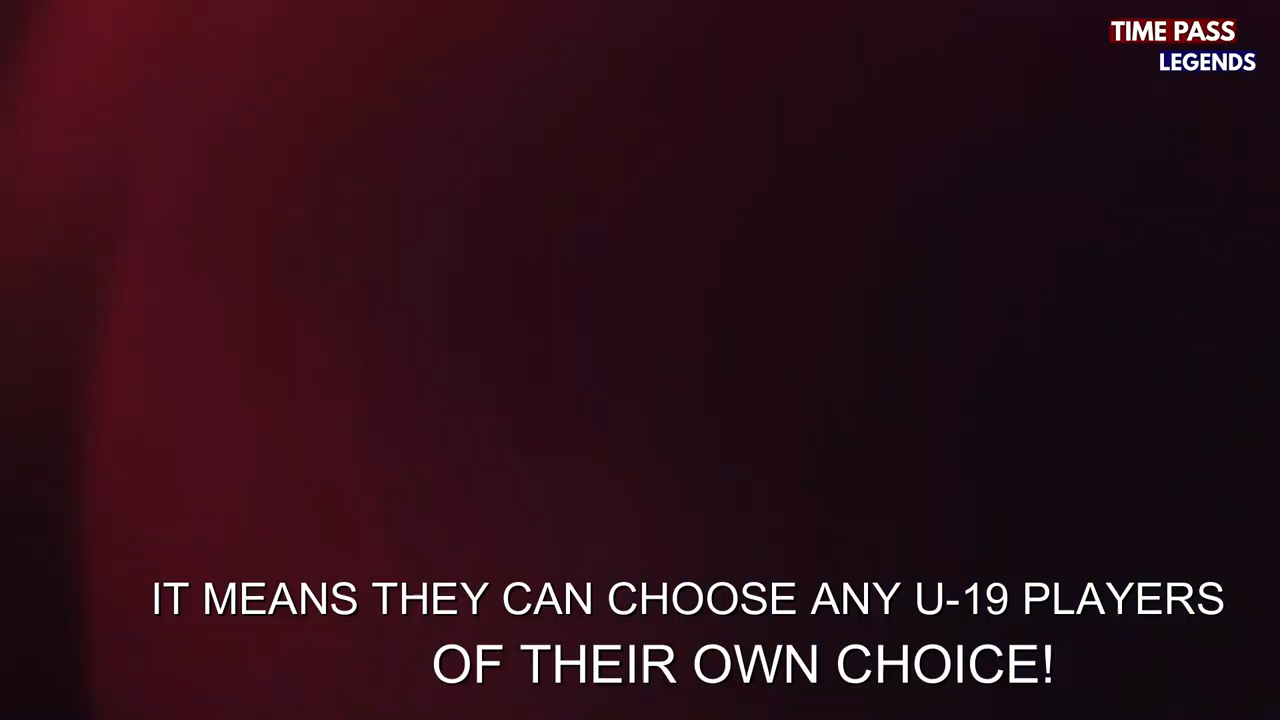 TIME PASS
LEGENDS
IT MEANS THEY CAN CHOOSE ANY U-19 PLAYERS
OF THEIR OWN CHOICE!